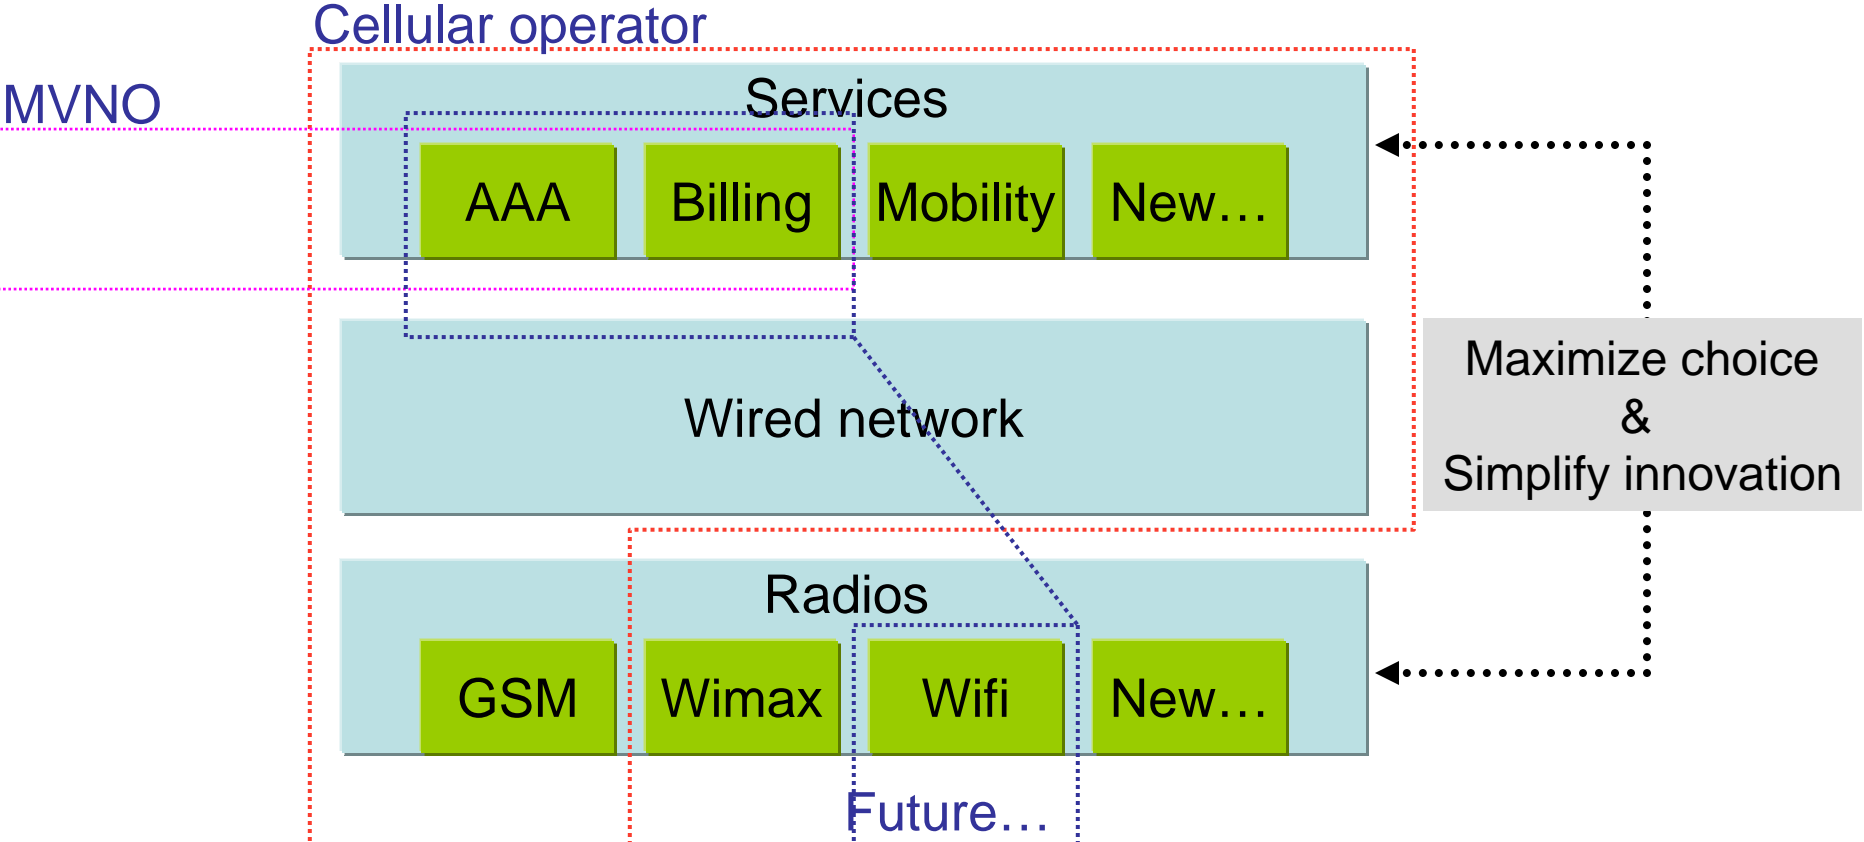 Cellular operator
MVNO
Services
AAA
Billing
Mobility
New…
Maximize choice
&
Simplify innovation
Wired network
Radios
GSM
Wimax
Wifi
New…
Future…